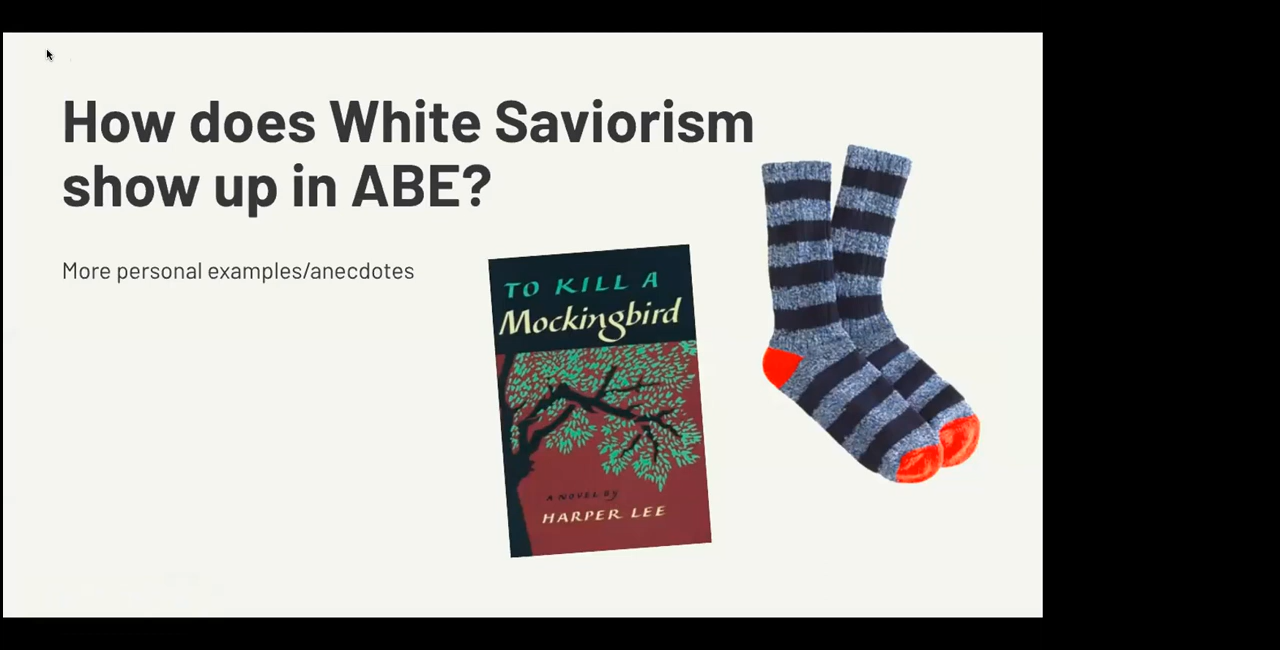 How does White Saviorism
show up in ABE?
More personal examples/anecdotes
TO KILL A
Mockingbird
A NOVEL By
HARPER LEE